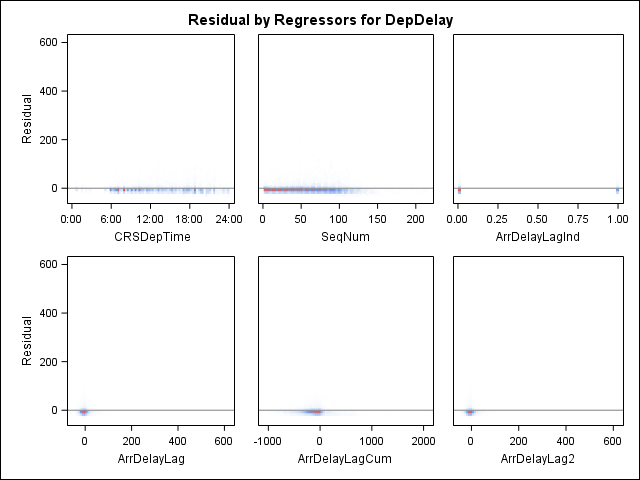 Residual by Regressors for DepDelay
Residual
600
400
200
0
0:00 6:00 12:00 18:00 24:00
CRSDepTime
0 50 100 150 200
SeqNum
0.00 0.25 0.50 0.75 1.00
ArrDelayLagInd
Residual
600
400
200
0
0 200 400 600
ArrDelayLag
-1000 0 1000 2000
ArrDelayLagCum
0 200 400 600
ArrDelayLag2